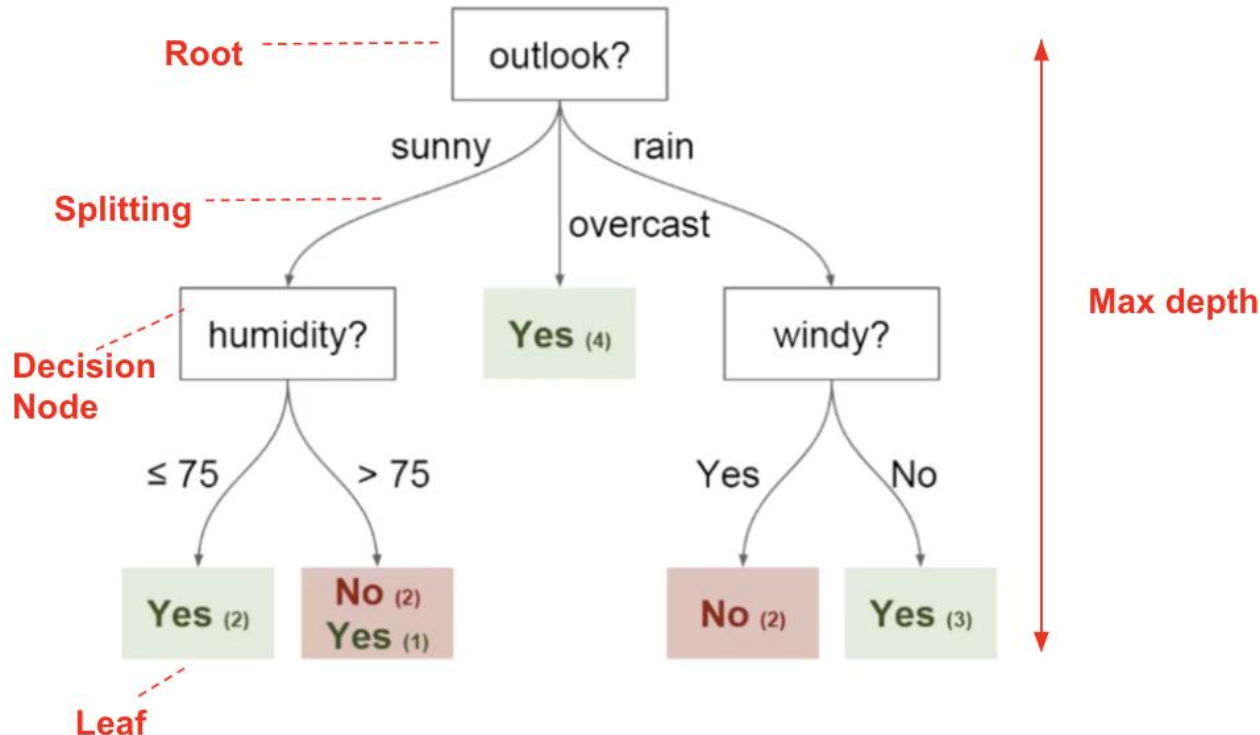 Root
outlook?
sunny
rain
Splitting
overcast
Max depth
humidity?
Yes (4)
windy?
Decision
Node
≤ 75
> 75
Yes
No
Yes (2)
No (2)
Yes (1)
No (2)
Yes (3)
Leaf